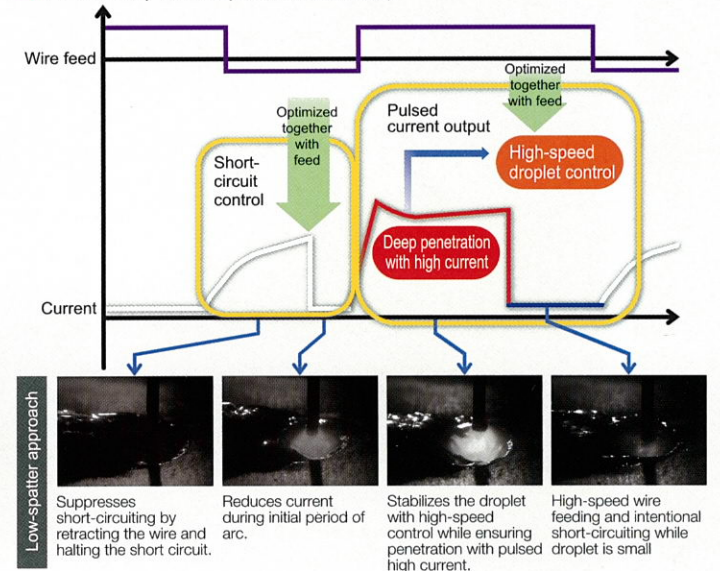 Wire feed
Optimized
together
with feed
Optimized
together
with
feed
Pulsed
current output
Short-
circuit
control
High-speed
droplet control
Deep penetration
with high current
Current
Low-spatter approach
Suppresses
short-circuiting by
retracting the wire and
halting the short circuit.
Reduces current
during initial period of
arc.
Stabilizes the droplet
with high-speed
control while ensuring
penetration with pulsed
high current.
High-speed wire
feeding and intentional
short-circuiting while
droplet is small